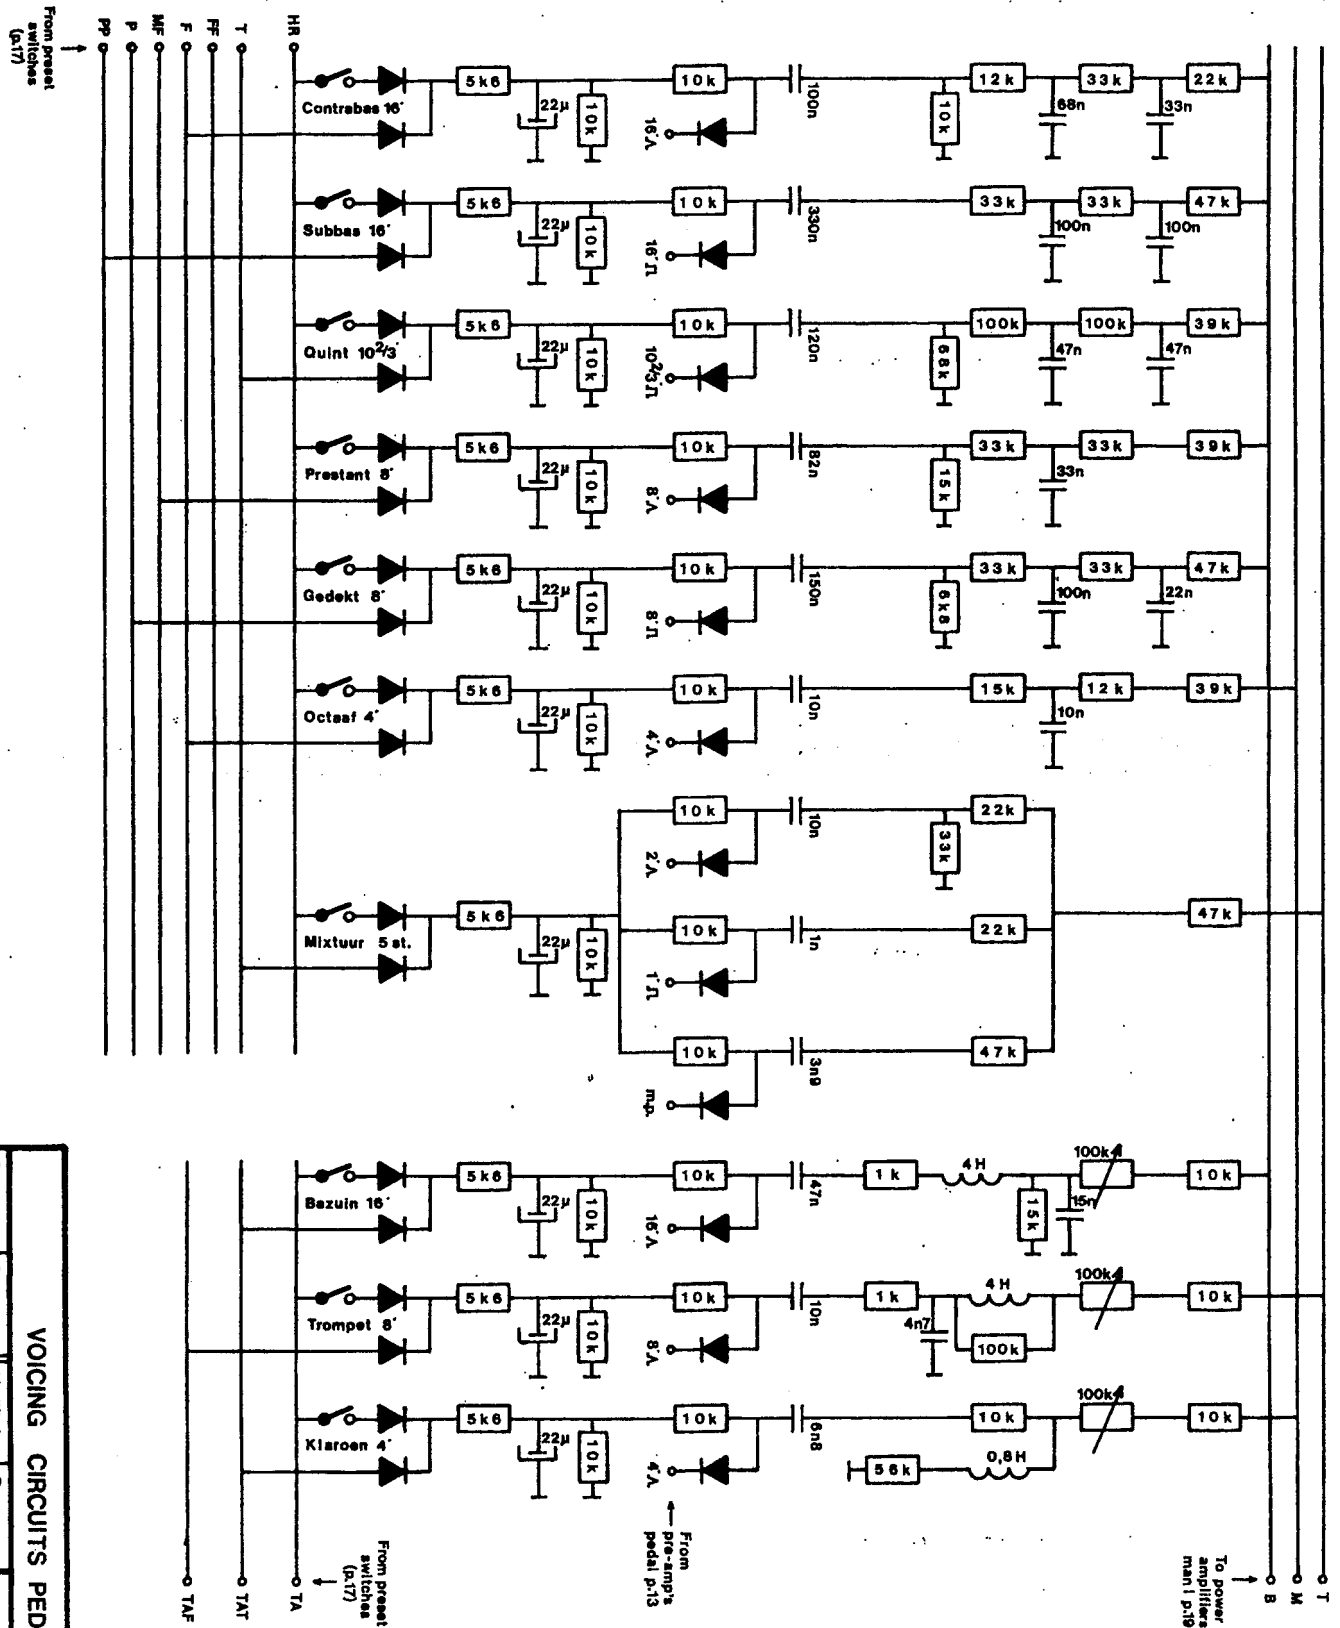 From preset
switches
(p.17)
PP
P
MF
F
FF
T
HR
Contrabas 16'
5k6
22µ
10k
10k
16'Λ
100n
10k
12k
68n
33k
33n
22k
Subbas 16'
5k6
22µ
10k
10k
16'Π
330n
33k
100n
33k
100n
47k
Quint 10 2/3'
5k6
22µ
10k
10k
10 2/3'Π
120n
68k
100k
47n
100k
47n
39k
Prestant 8'
5k6
22µ
10k
10k
8'Λ
82n
15k
33k
33n
33k
39k
Gedekt 8'
5k6
22µ
10k
10k
8'Π
150n
6k8
33k
100n
33k
22n
47k
Octaaf 4'
5k6
22µ
10k
10k
4'Λ
10n
15k
10n
12k
39k
10k
2'Λ
10n
33k
22k
Mixtuur 5 st.
5k6
22µ
10k
10k
1'Π
1n
22k
47k
10k
m.p.
3n9
47k
Bazuin 16'
5k6
22µ
10k
10k
16'Λ
47n
1k
4H
15k
15n
100k
10k
Trompet 8'
5k6
22µ
10k
10k
8'Λ
10n
1k
4n7
4H
100k
100k
10k
Klaroen 4'
5k6
22µ
10k
10k
4'Λ
6n8
56k
10k
0,8H
100k
10k
From
pre-amp's
pedal p.13
From preset
switches
(p.17)
TAF
TAT
TA
To power
amplifiers
man I p.19
B
M
T
VOICING CIRCUITS PED